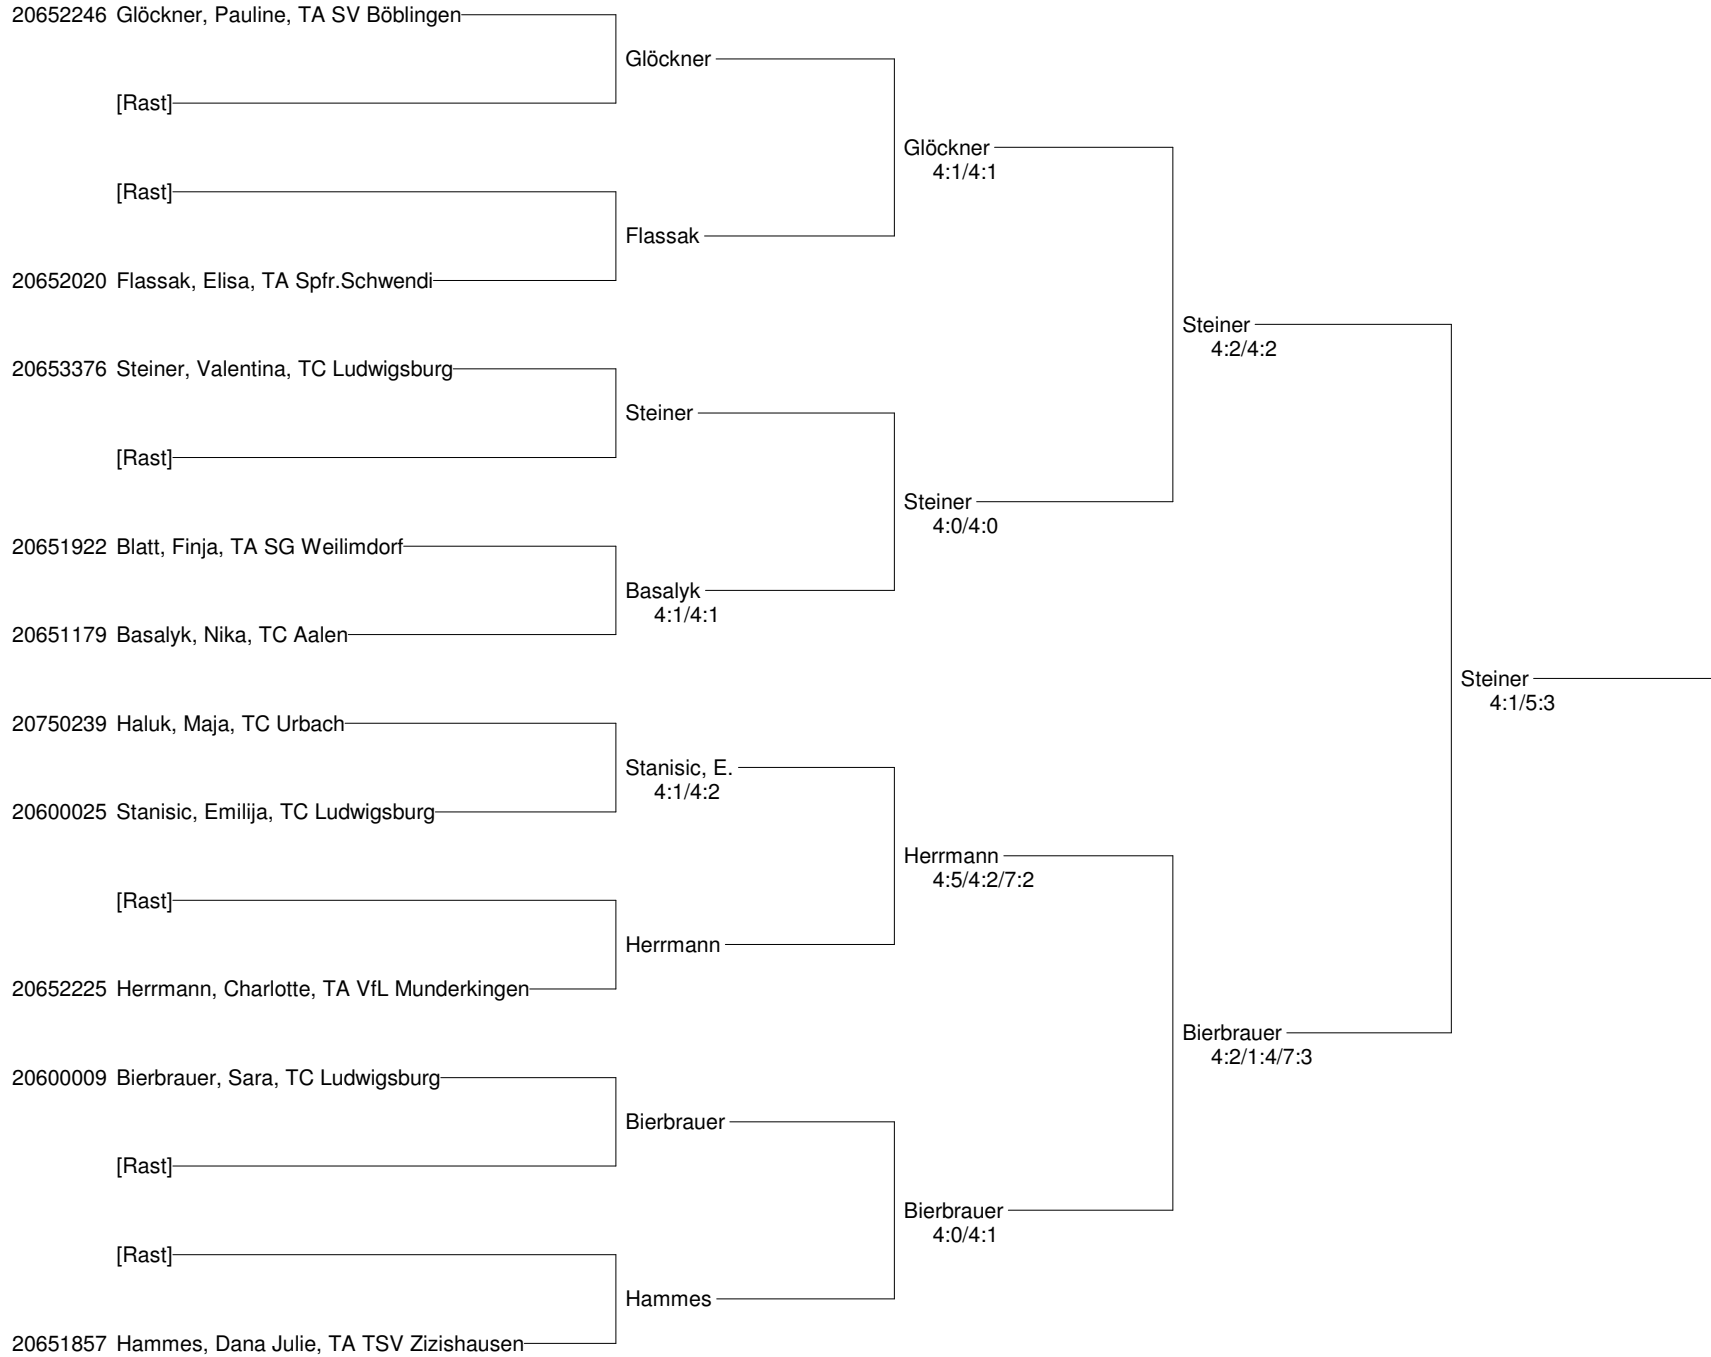 20652246 Glöckner, Pauline, TA SV Böblingen
Glöckner
[Rast]
Glöckner
4:1/4:1
[Rast]
Flassak
20652020 Flassak, Elisa, TA Spfr.Schwendi
Steiner
4:2/4:2
20653376 Steiner, Valentina, TC Ludwigsburg
Steiner
[Rast]
Steiner
4:0/4:0
20651922 Blatt, Finja, TA SG Weilimdorf
Basalyk
4:1/4:1
20651179 Basalyk, Nika, TC Aalen
Steiner
4:1/5:3
20750239 Haluk, Maja, TC Urbach
Stanisic, E.
4:1/4:2
20600025 Stanisic, Emilija, TC Ludwigsburg
Herrmann
4:5/4:2/7:2
[Rast]
Herrmann
20652225 Herrmann, Charlotte, TA VfL Munderkingen
Bierbrauer
4:2/1:4/7:3
20600009 Bierbrauer, Sara, TC Ludwigsburg
Bierbrauer
[Rast]
Bierbrauer
4:0/4:1
[Rast]
Hammes
20651857 Hammes, Dana Julie, TA TSV Zizishausen